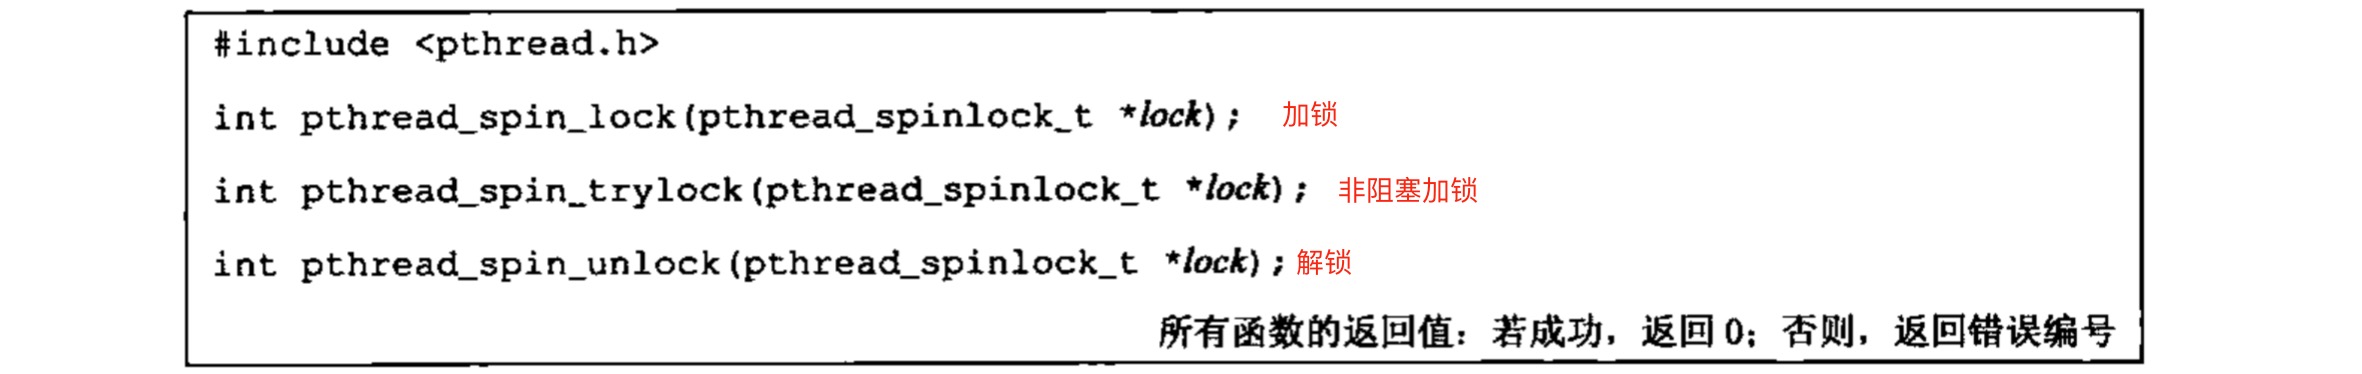 #include <pthread.h>
int pthread_spin_lock(pthread_spinlock_t *lock); 加锁
int pthread_spin_trylock(pthread_spinlock_t *lock); 非阻塞加锁
int pthread_spin_unlock(pthread_spinlock_t *lock); 解锁
所有函数的返回值：若成功，返回0；否则，返回错误编号